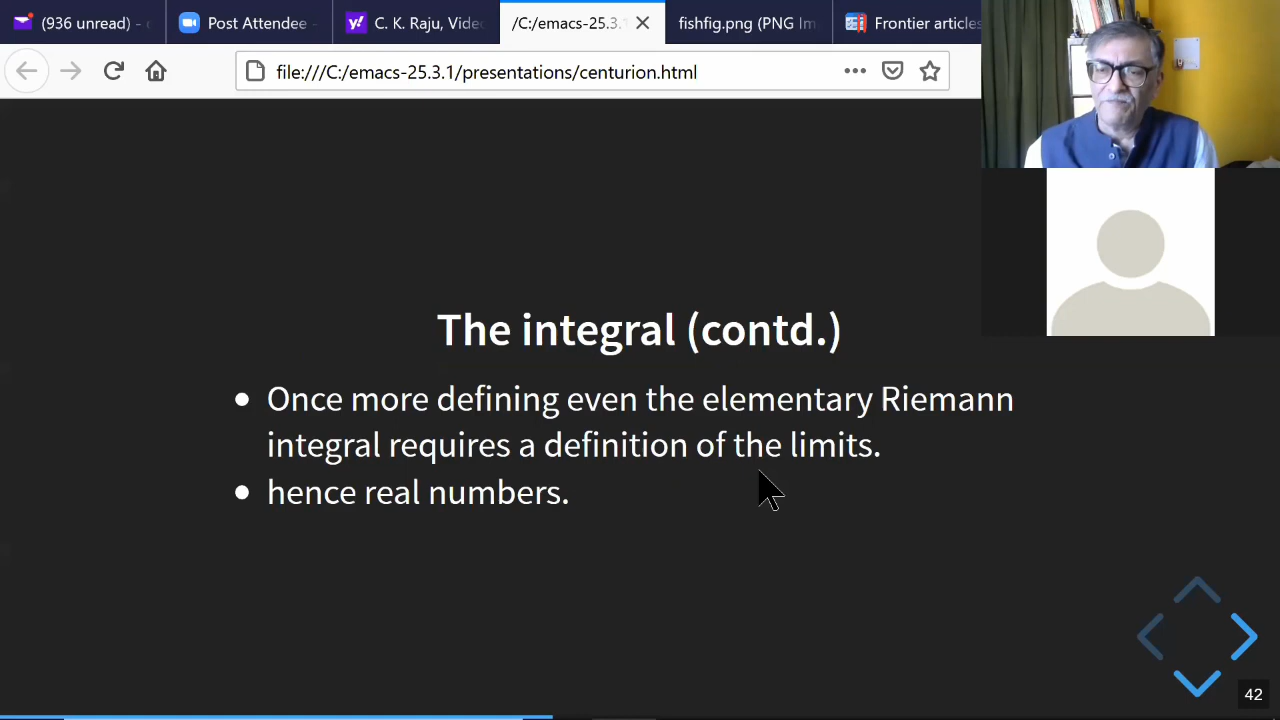 (936 unread) -
Post Attendee -
C. K. Raju, Vide
/C:/emacs-25.3.
fishfig.png (PNG Im
Frontier articles
file:///C:/emacs-25.3.1/presentations/centurion.html
The integral (contd.)
Once more defining even the elementary Riemann
integral requires a definition of the limits.
hence real numbers.
42